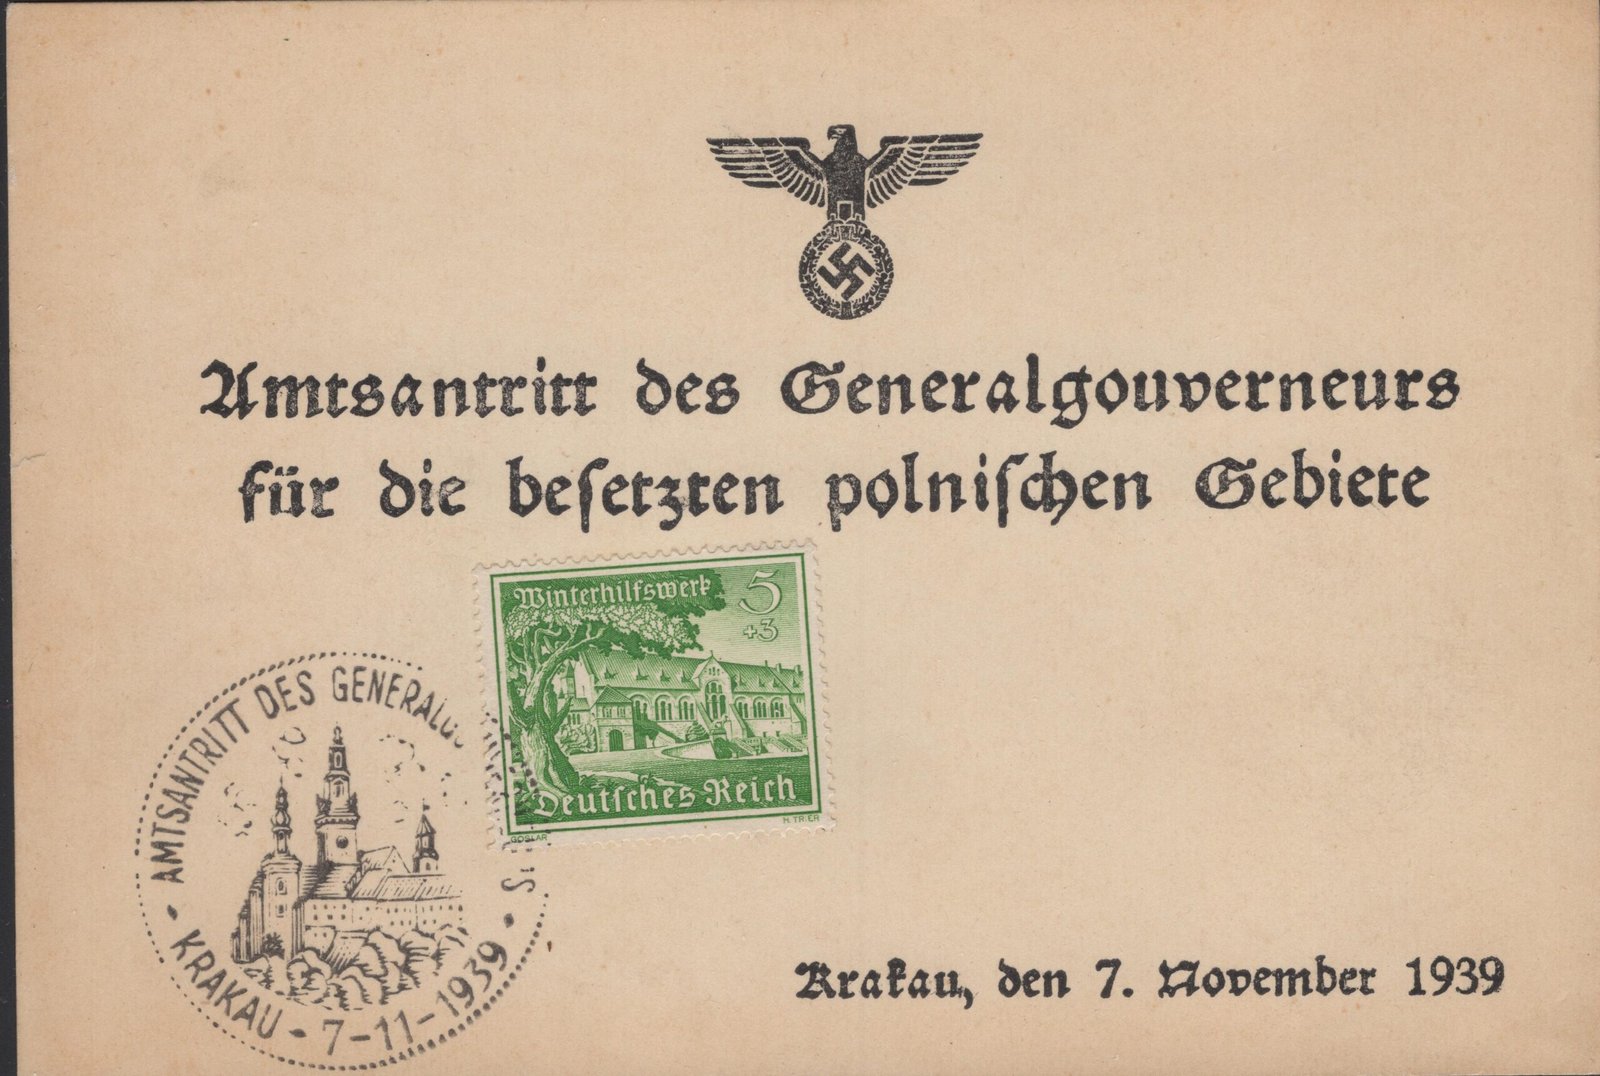 Amtsantritt des Generalgouverneurs
für die beſetzten polniſchen Gebiete
Winterhilfswerk
5
+3
Deutſches Reich
GOSLAR
H. TRIER
AMTSANTRITT DES GENERALGOUVERNEURS
KRAKAU - 7-11-1939
Krakau, den 7. November 1939